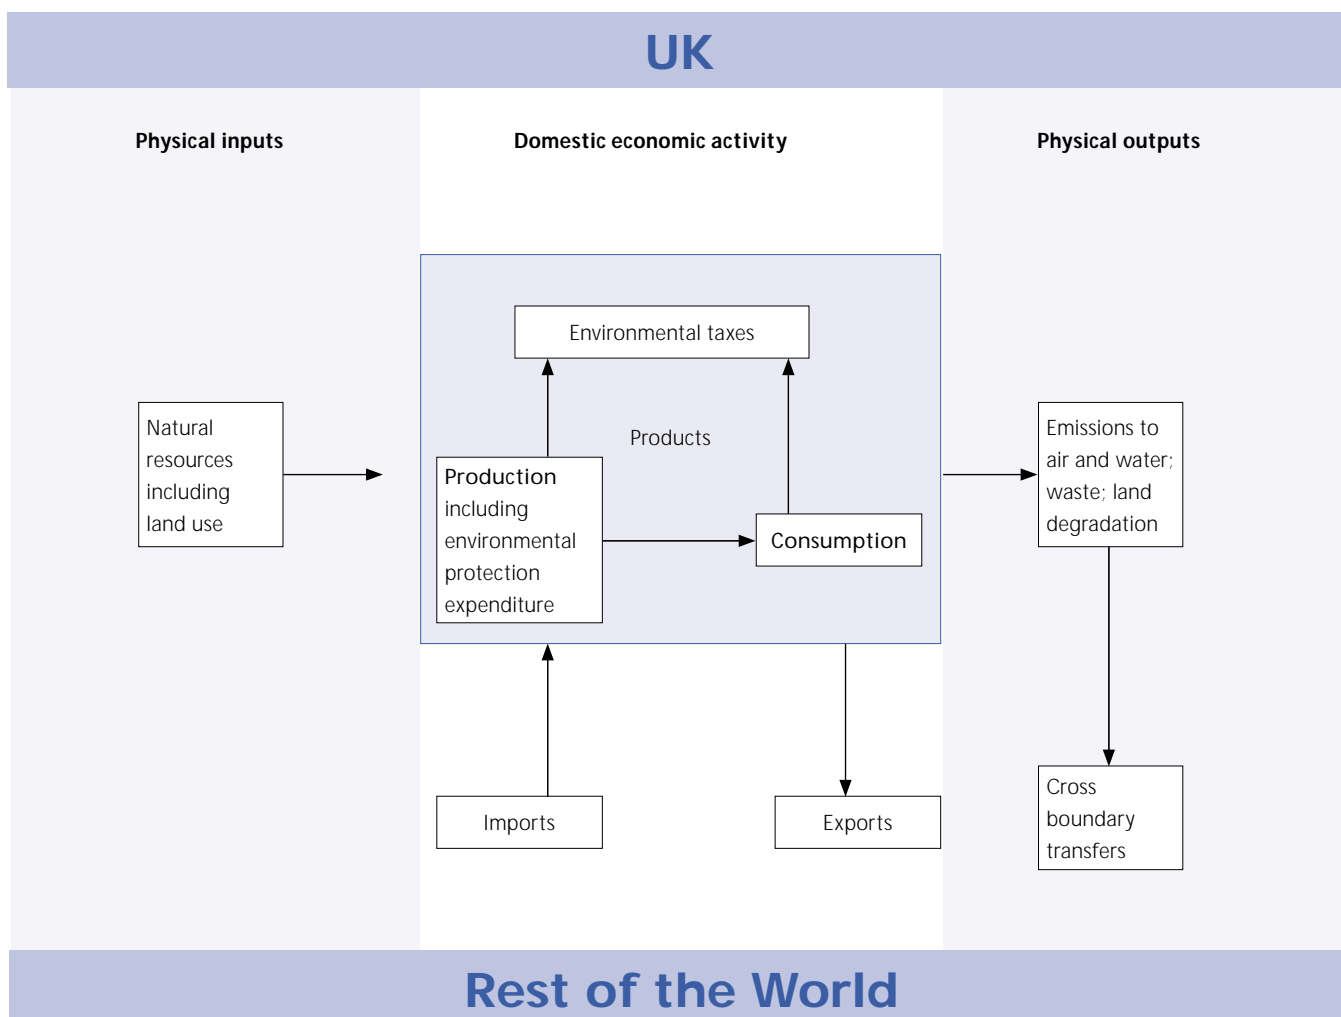 UK
Physical inputs
Domestic economic activity
Physical outputs
Environmental taxes
Natural
resources
including
land use
Products
Production
including
environmental
protection
expenditure
Consumption
Emissions to
air and water;
waste; land
degradation
Imports
Exports
Cross
boundary
transfers
Rest of the World